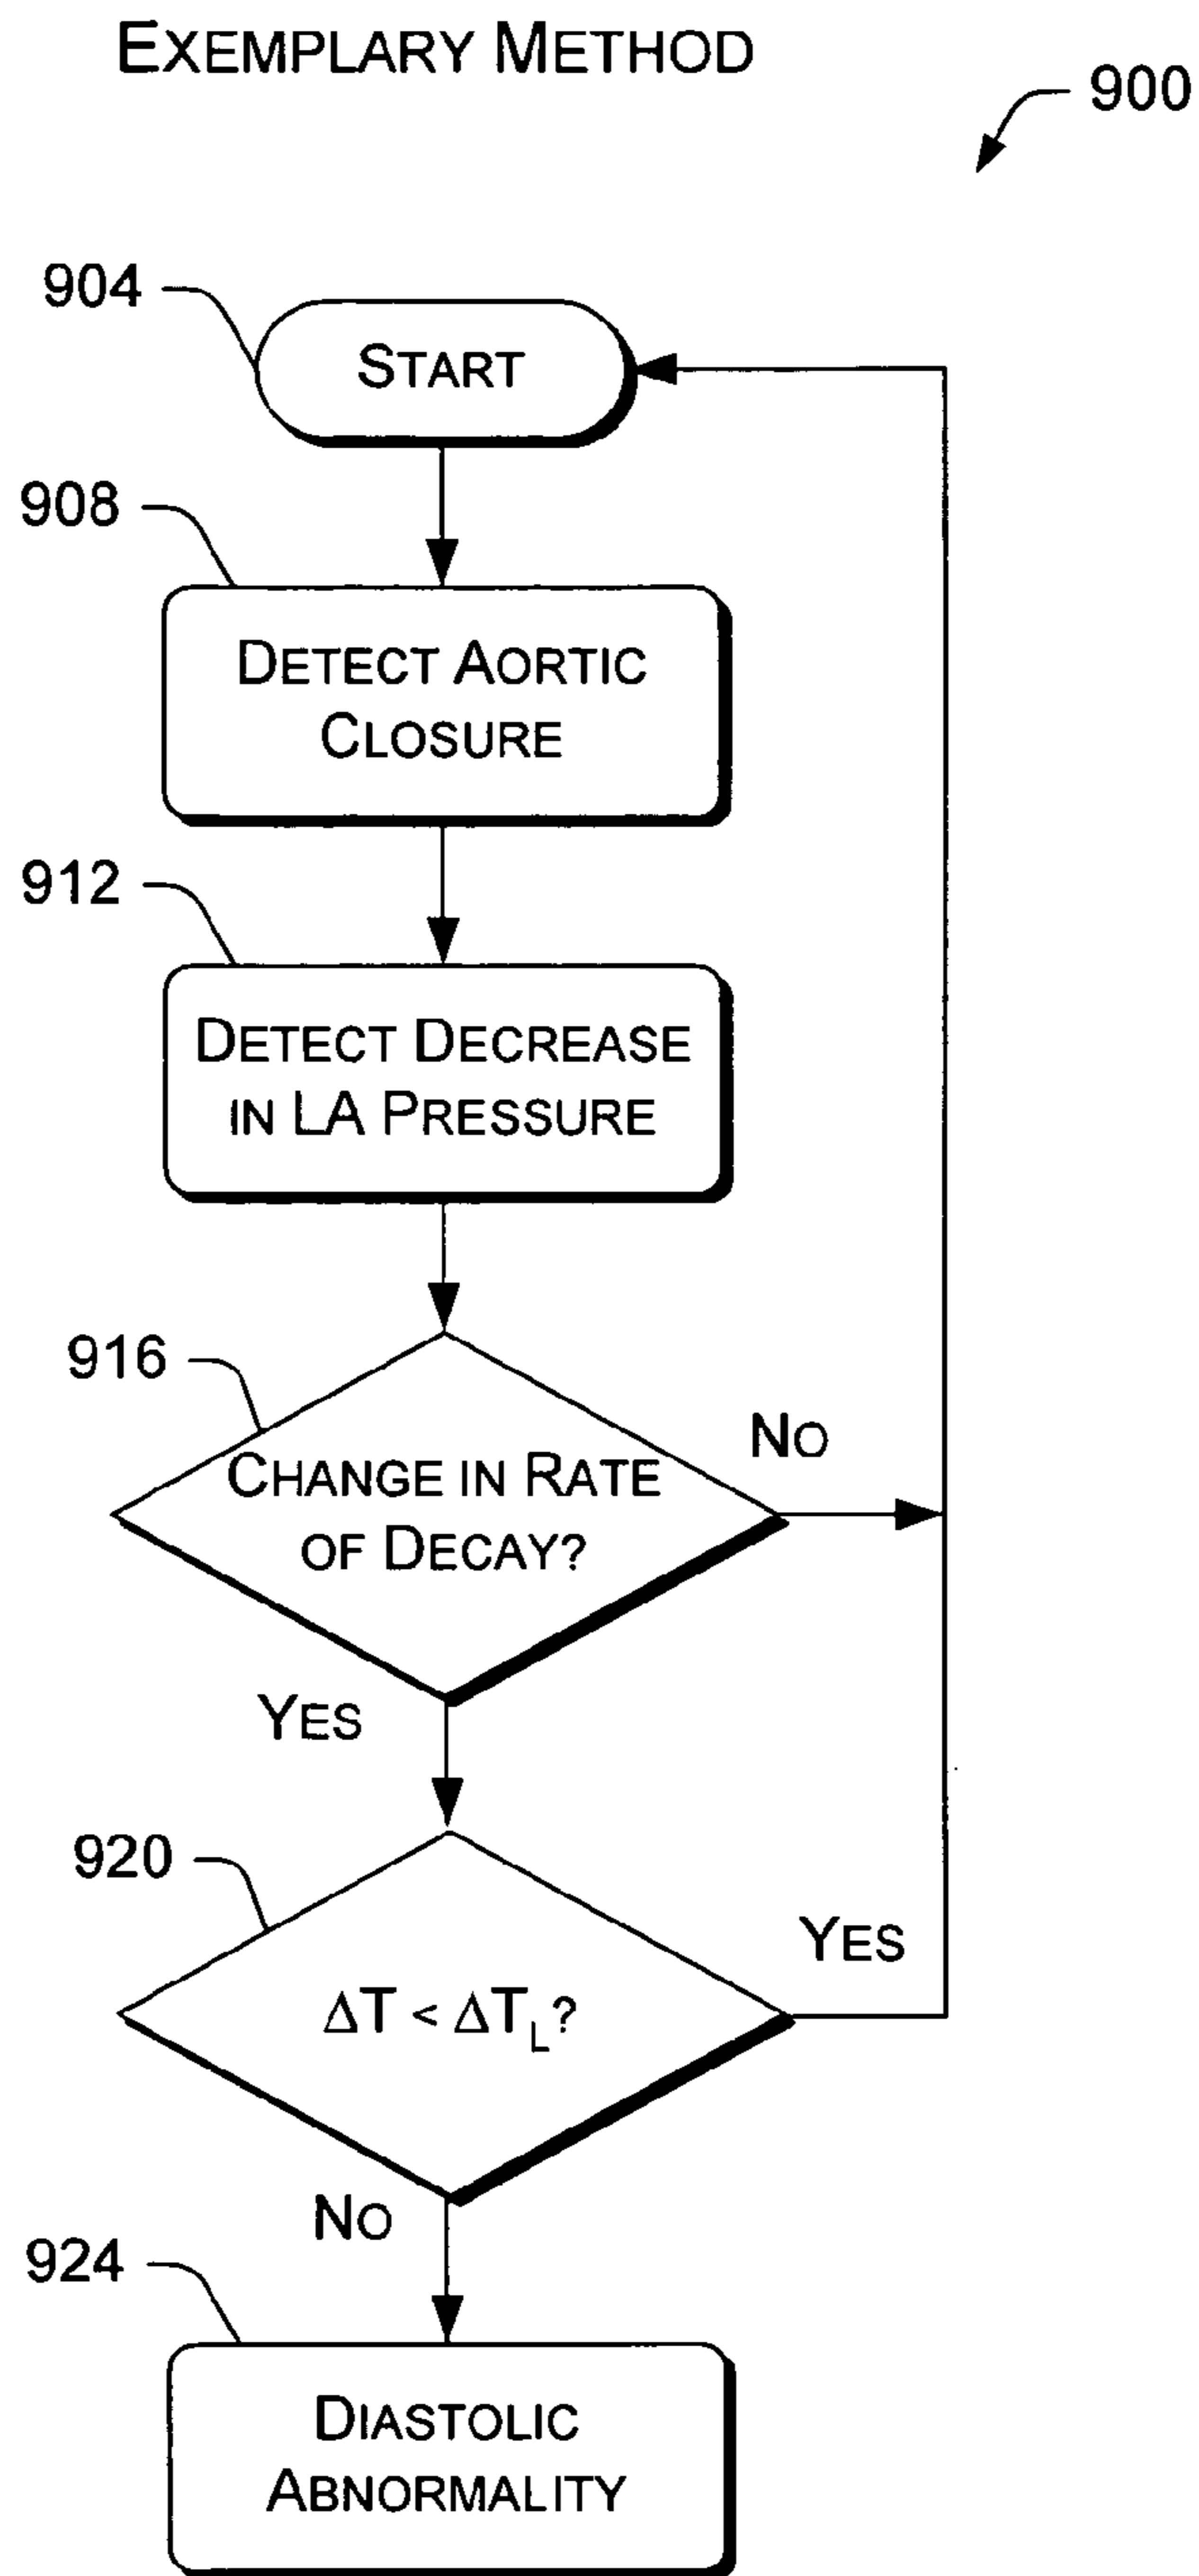 EXEMPLARY METHOD
900
904
START
908
DETECT AORTIC
CLOSURE
912
DETECT DECREASE
IN LA PRESSURE
916
CHANGE IN RATE
OF DECAY?
NO
YES
920
ΔT < ΔT_L?
YES
NO
924
DIASTOLIC
ABNORMALITY